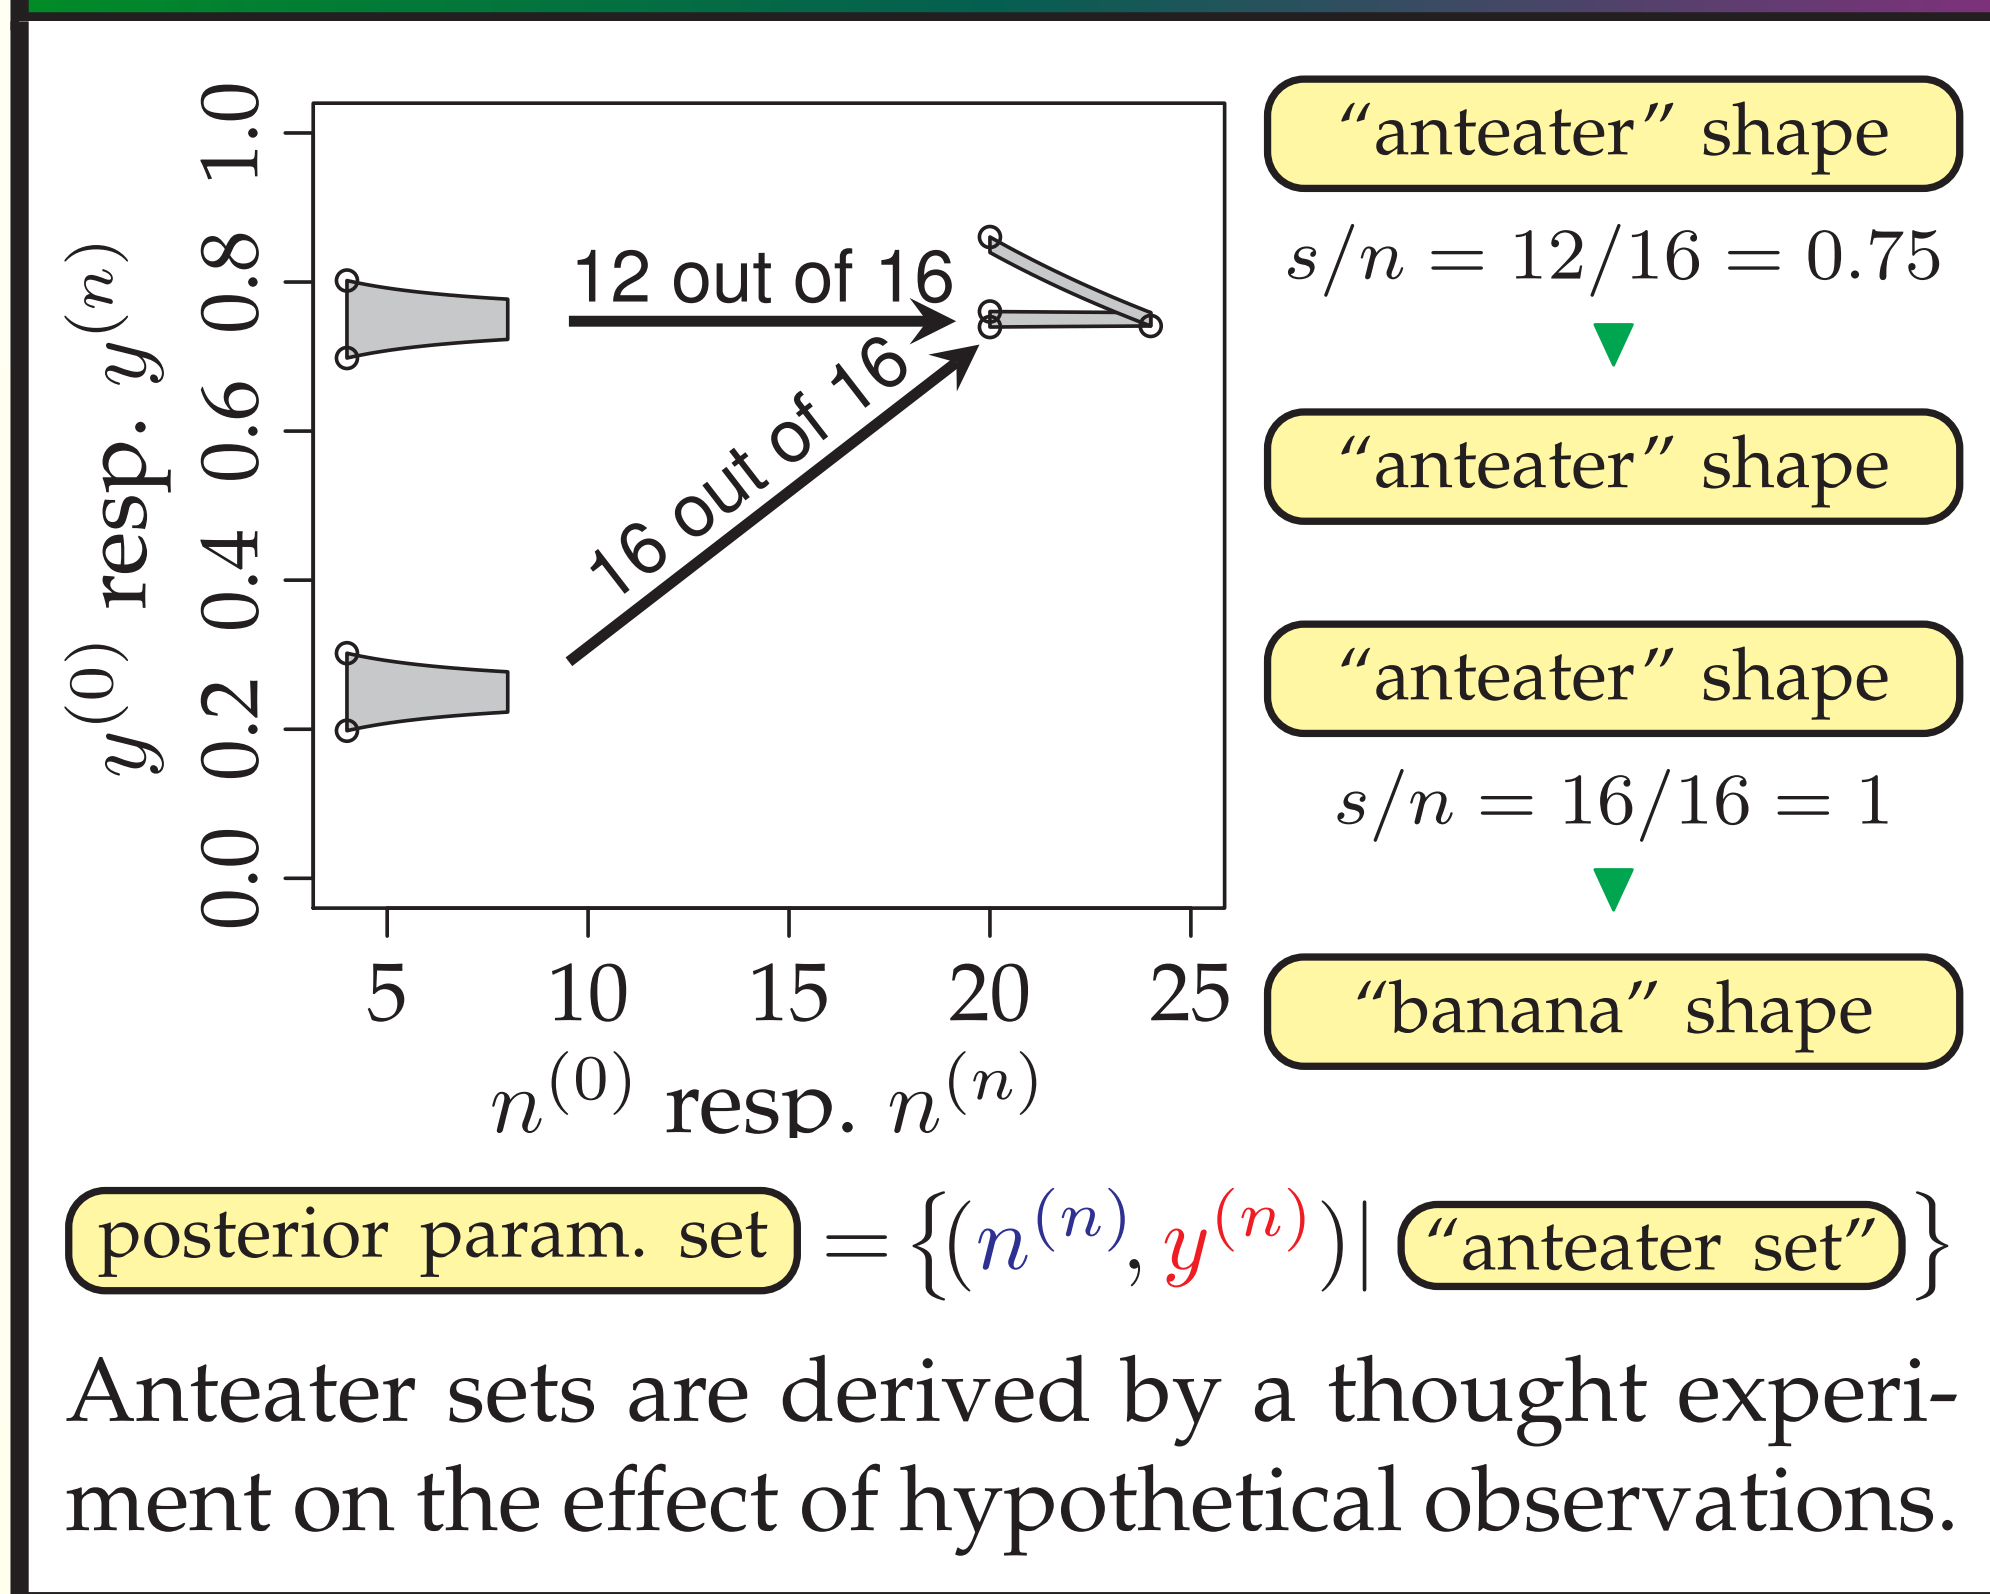 1.0
0.8
0.6
0.4
0.2
0.0
y^(0) resp. y^(n)
12 out of 16
16 out of 16
5 10 15 20 25
n^(0) resp. n^(n)
“anteater” shape
s/n = 12/16 = 0.75
“anteater” shape
“anteater” shape
s/n = 16/16 = 1
“banana” shape
posterior param. set = {(n^(n), y^(n))| “anteater set”}
Anteater sets are derived by a thought experi-
ment on the effect of hypothetical observations.